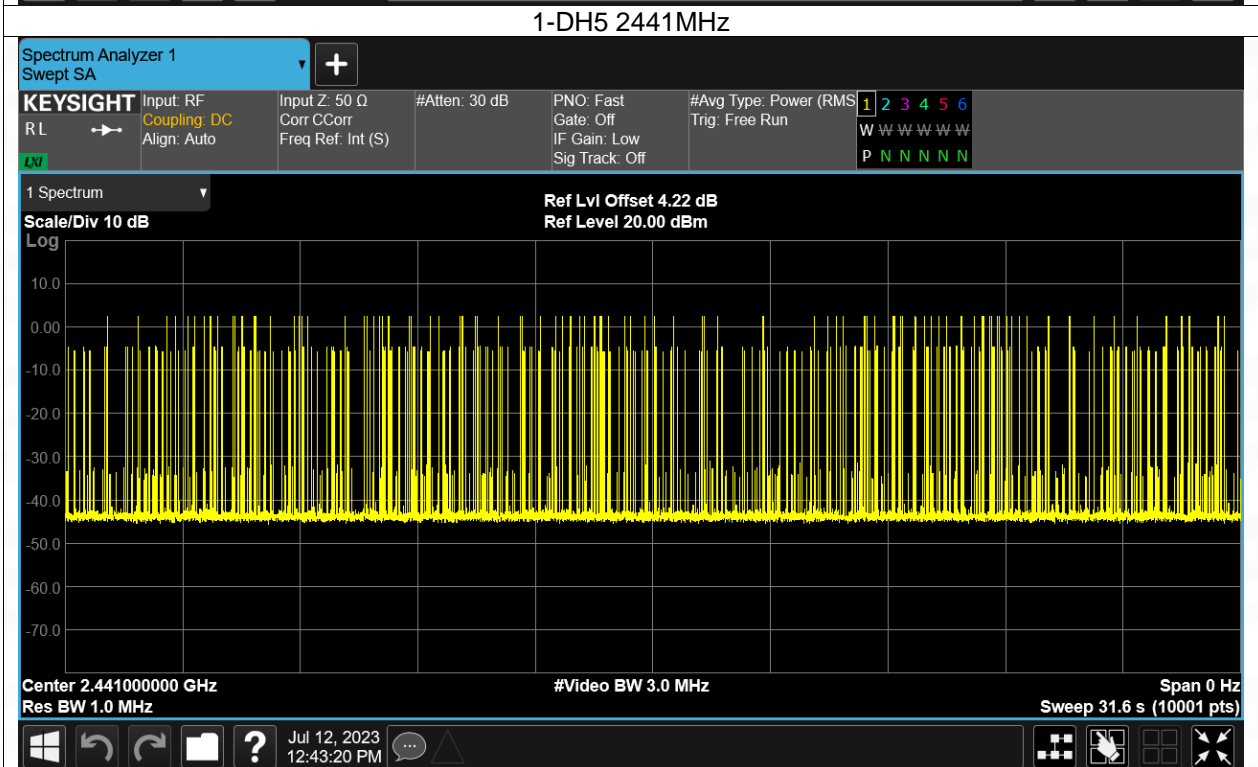 1-DH5 2441MHz
Spectrum Analyzer 1
Swept SA
KEYSIGHT Input: RF Input Z: 50 Ω #Atten: 30 dB PNO: Fast #Avg Type: Power (RMS 1 2 3 4 5 6
R L Coupling: DC Corr CCorr Gate: Off Trig: Free Run W W W W W W
Align: Auto Freq Ref: Int (S) IF Gain: Low
LXI Sig Track: Off P N N N N N
1 Spectrum
Ref Lvl Offset 4.22 dB
Scale/Div 10 dB Ref Level 20.00 dBm
Log
10.0
0.00
-10.0
-20.0
-30.0
-40.0
-50.0
-60.0
-70.0
Center 2.441000000 GHz #Video BW 3.0 MHz Span 0 Hz
Res BW 1.0 MHz Sweep 31.6 s (10001 pts)
? Jul 12, 2023
12:43:20 PM